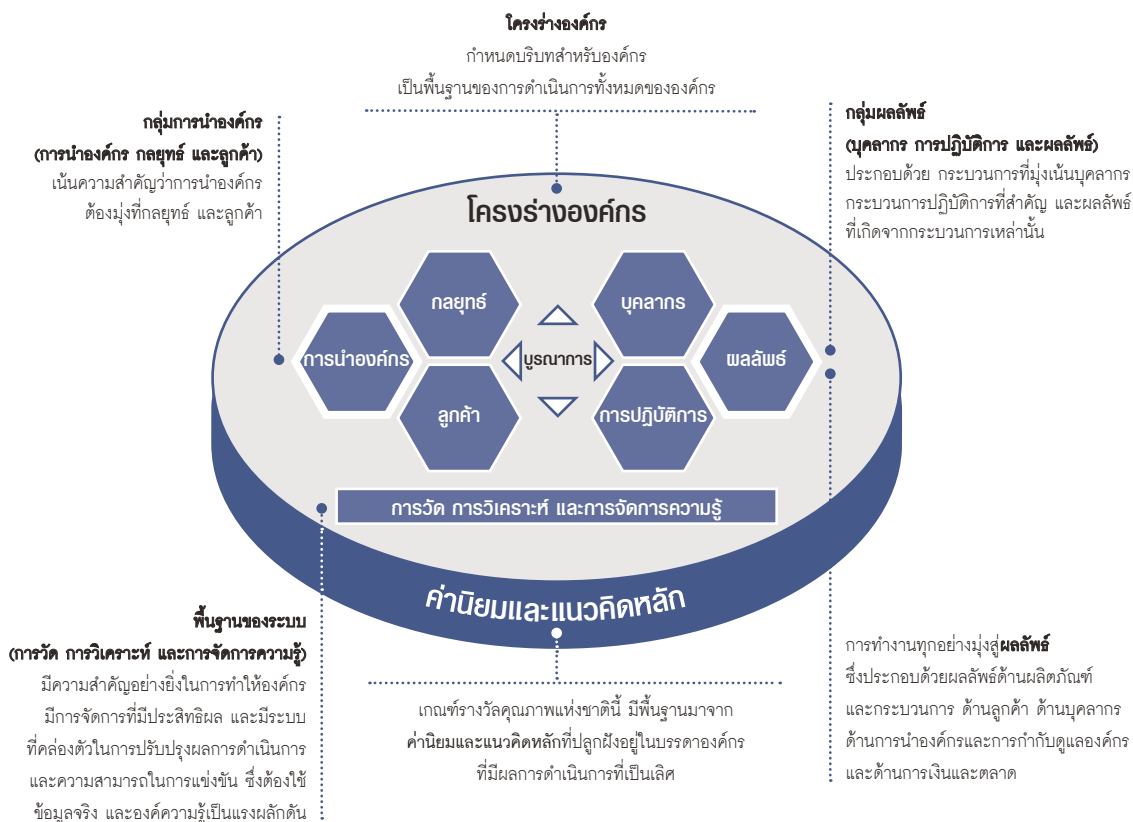 โครงร่างองค์กร
กำหนดบริบทสำหรับองค์กร
เป็นพื้นฐานของการดำเนินการทั้งหมดขององค์กร
กลุ่มการนำองค์กร
(การนำองค์กร กลยุทธ์ และลูกค้า)
เน้นความสำคัญว่าการนำองค์กร
ต้องมุ่งที่กลยุทธ์ และลูกค้า
กลุ่มผลลัพธ์
(บุคลากร การปฏิบัติการ และผลลัพธ์)
ประกอบด้วย กระบวนการที่มุ่งเน้นบุคลากร
กระบวนการปฏิบัติการที่สำคัญ และผลลัพธ์
ที่เกิดจากกระบวนการเหล่านั้น
โครงร่างองค์กร
กลยุทธ์
บุคลากร
การนำองค์กร
บูรณาการ
ผลลัพธ์
ลูกค้า
การปฏิบัติการ
การวัด การวิเคราะห์ และการจัดการความรู้
ค่านิยมและแนวคิดหลัก
พื้นฐานของระบบ
(การวัด การวิเคราะห์ และการจัดการความรู้)
มีความสำคัญอย่างยิ่งในการทำให้องค์กร
มีการจัดการที่มีประสิทธิผล และมีระบบ
ที่คล่องตัวในการปรับปรุงผลการดำเนินการ
และความสามารถในการแข่งขัน ซึ่งต้องใช้
ข้อมูลจริง และองค์ความรู้เป็นแรงผลักดัน
เกณฑ์รางวัลคุณภาพแห่งชาตินี้ มีพื้นฐานมาจาก
ค่านิยมและแนวคิดหลักที่ปลูกฝังอยู่ในบรรดาองค์กร
ที่มีผลการดำเนินการที่เป็นเลิศ
การทำงานทุกอย่างมุ่งสู่ผลลัพธ์
ซึ่งประกอบด้วยผลลัพธ์ด้านผลิตภัณฑ์
และกระบวนการ ด้านลูกค้า ด้านบุคลากร
ด้านการนำองค์กรและการกำกับดูแลองค์กร
และด้านการเงินและตลาด